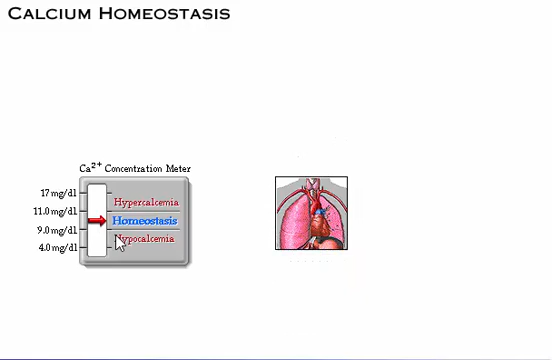 CALCIUM HOMEOSTASIS
Ca2+ Concentration Meter
17 mg/dl
Hypercalcemia
11.0 mg/dl
Homeostasis
9.0 mg/dl
Hypocalcemia
4.0 mg/dl